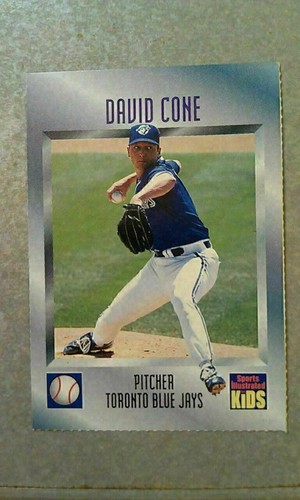 DAVID CONE
PITCHER
TORONTO BLUE JAYS
Sports
Illustrated
KIDS